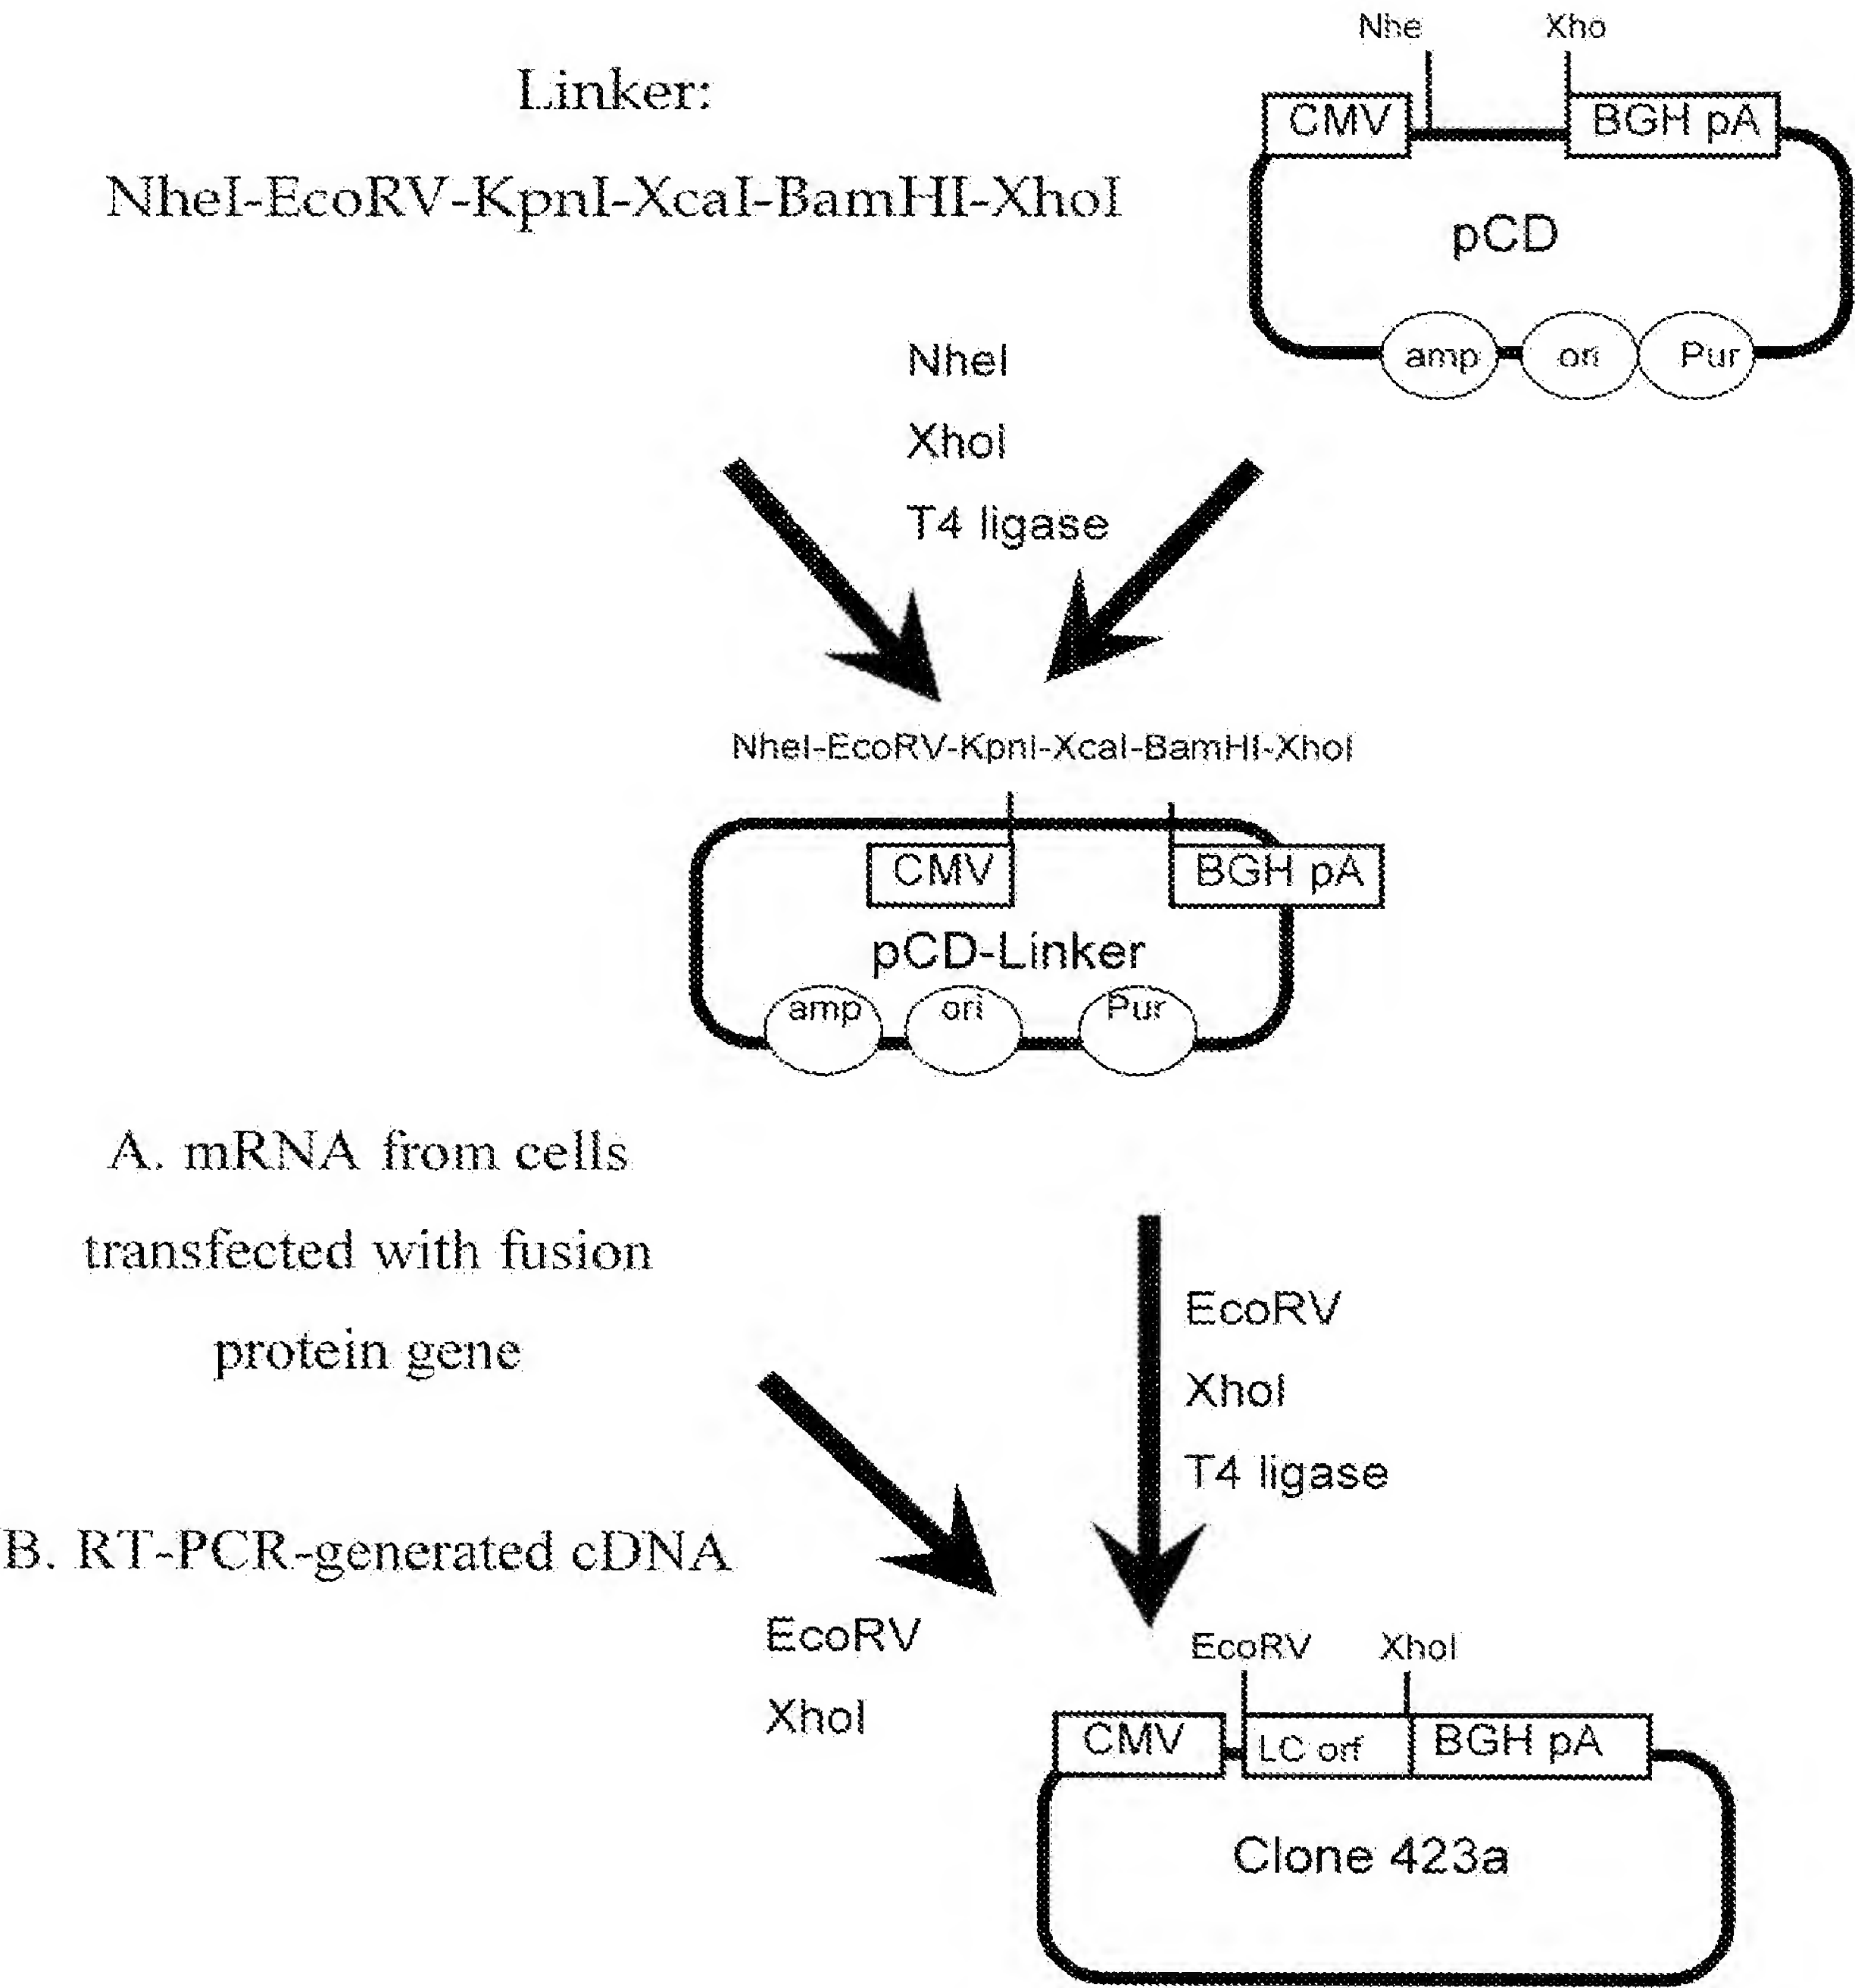 Nhe Xho
Linker:
CMV BGH pA
NheI-EcoRV-KpnI-XcaI-BamHI-XhoI
pCD
amp ori Pur
NheI
XhoI
T4 ligase
NheI-EcoRV-KpnI-XcaI-BamHI-XhoI
CMV BGH pA
pCD-Linker
amp ori Pur
A. mRNA from cells
transfected with fusion
protein gene
EcoRV
XhoI
T4 ligase
B. RT-PCR-generated cDNA
EcoRV
XhoI
EcoRV XhoI
CMV LC orf BGH pA
Clone 423a